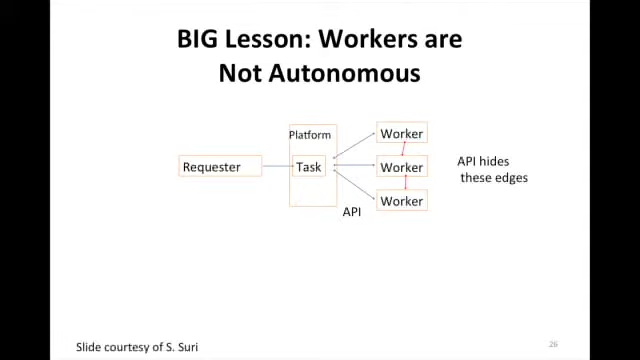 BIG Lesson: Workers are
Not Autonomous
Platform
Worker
Requester
Task
Worker
API hides
these edges
Worker
API
Slide courtesy of S. Suri
26